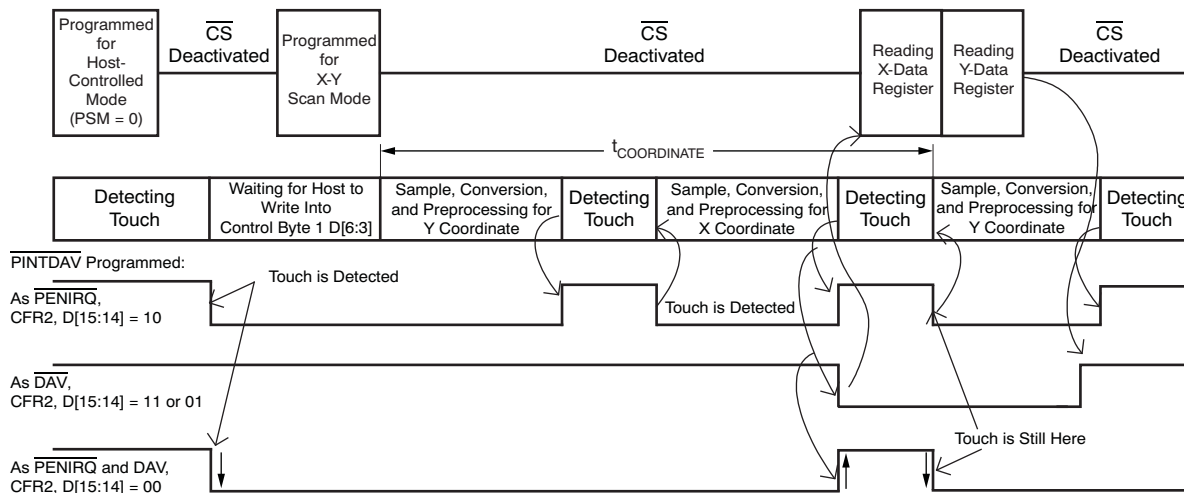 Programmed
for
Host-
Controlled
Mode
(PSM = 0)
CS
Deactivated
Programmed
for
X-Y
Scan Mode
CS
Deactivated
Reading
X-Data
Register
Reading
Y-Data
Register
CS
Deactivated
tCOORDINATE
Detecting
Touch
Waiting for Host to
Write Into
Control Byte 1 D[6:3]
Sample, Conversion,
and Preprocessing for
Y Coordinate
Detecting
Touch
Sample, Conversion,
and Preprocessing for
X Coordinate
Detecting
Touch
Sample, Conversion,
and Preprocessing for
Y Coordinate
Detecting
Touch
PINTDAV Programmed:
Touch is Detected
As PENIRQ,
CFR2, D[15:14] = 10
Touch is Detected
As DAV,
CFR2, D[15:14] = 11 or 01
Touch is Still Here
As PENIRQ and DAV,
CFR2, D[15:14] = 00